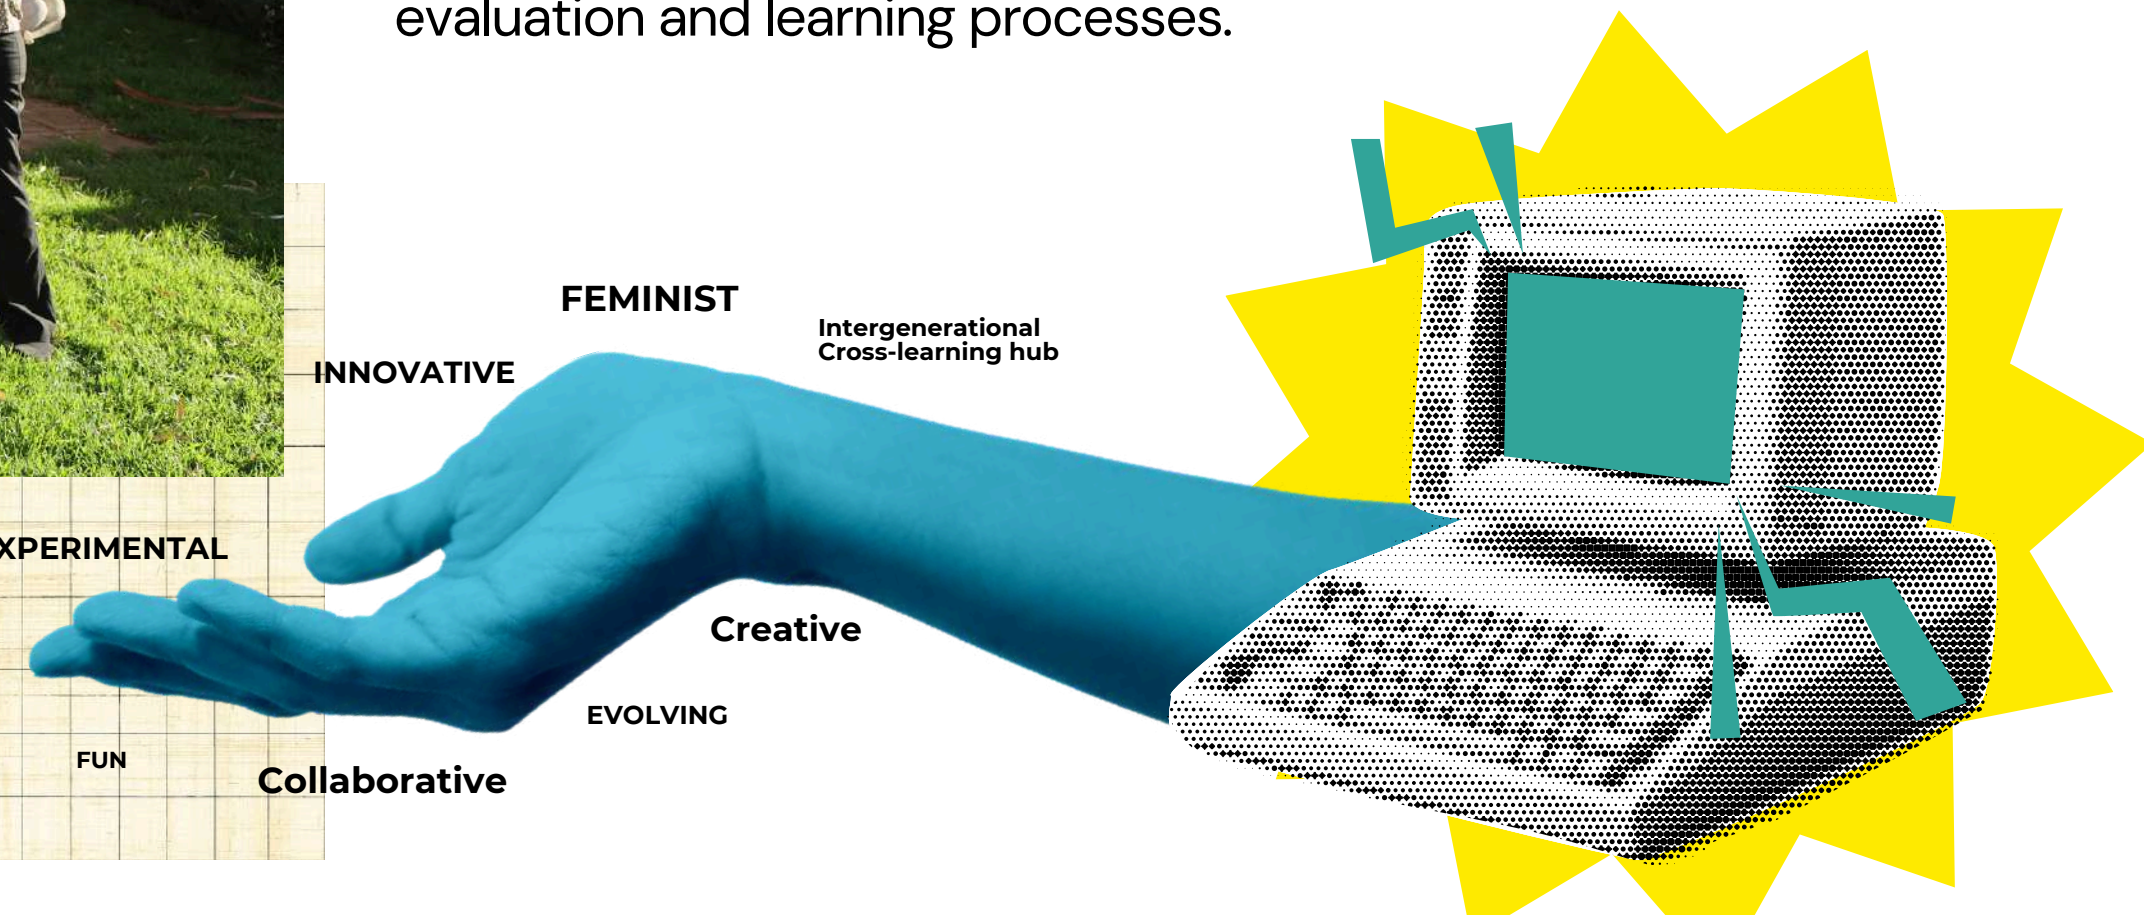 evaluation and learning processes.
FEMINIST
Intergenerational
Cross-learning hub
INNOVATIVE
XPERIMENTAL
Creative
EVOLVING
FUN
Collaborative